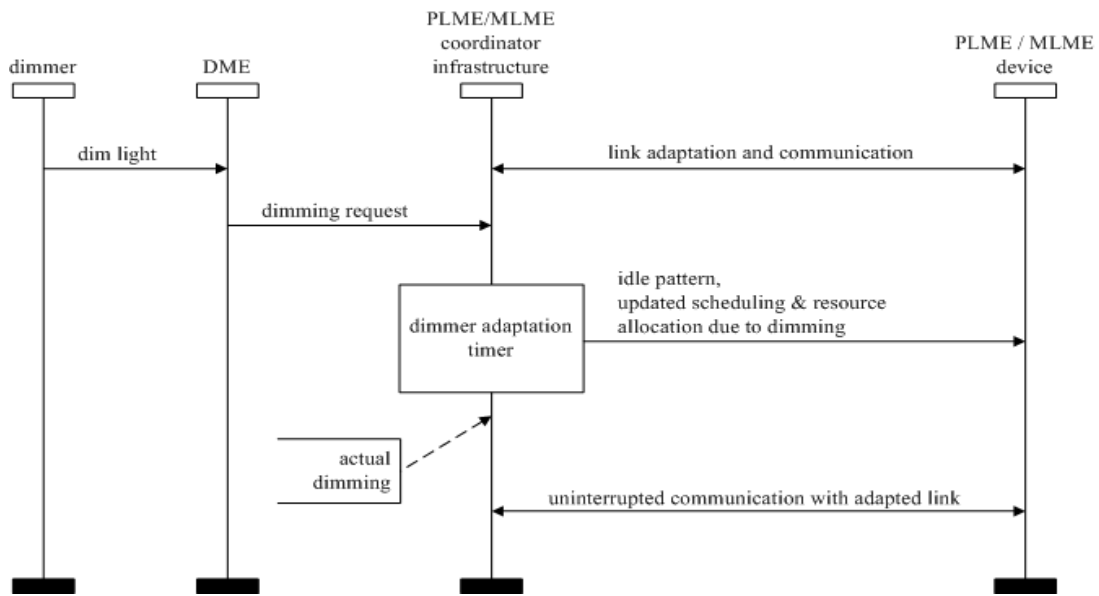 PLME/MLME
coordinator
infrastructure
PLME / MLME
device
dimmer
DME
dim light
link adaptation and communication
dimming request
idle pattern,
updated scheduling & resource
allocation due to dimming
dimmer adaptation
timer
actual
dimming
uninterrupted communication with adapted link